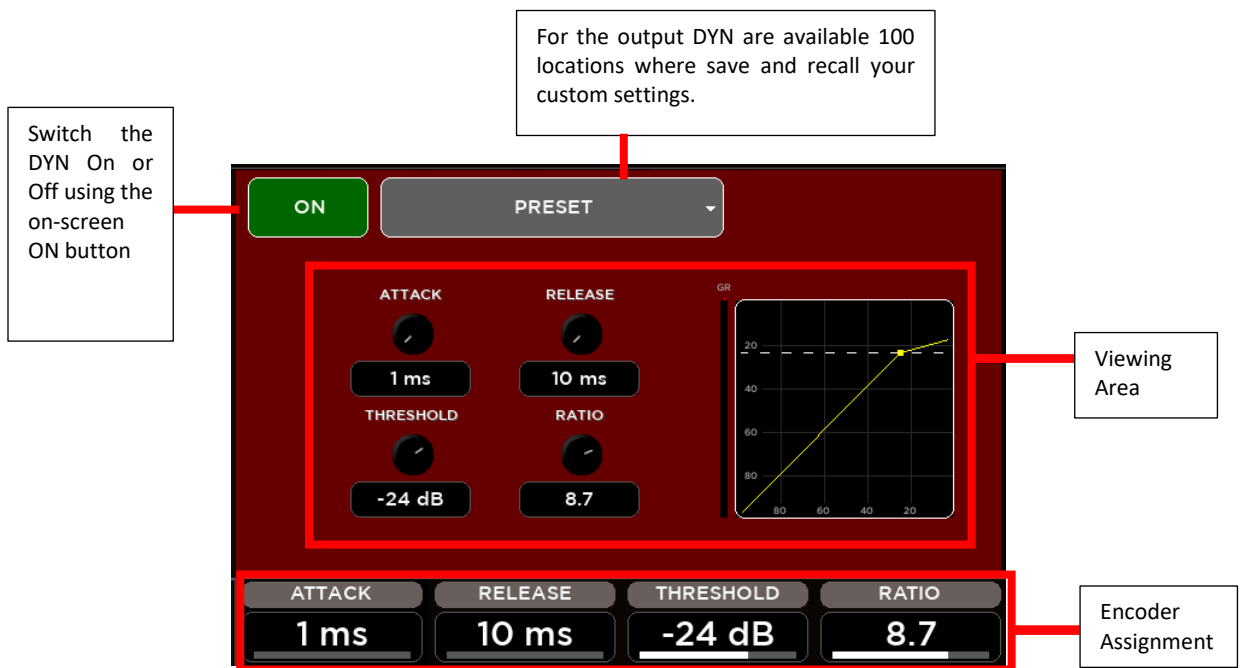 For the output DYN are available 100
locations where save and recall your
custom settings.
Switch the
DYN On or
Off using the
on-screen
ON button
ON
PRESET
ATTACK
RELEASE
GR
1 ms
10 ms
THRESHOLD
RATIO
-24 dB
8.7
20
40
60
80
80 60 40 20
Viewing
Area
ATTACK RELEASE THRESHOLD RATIO
1 ms 10 ms -24 dB 8.7
Encoder
Assignment